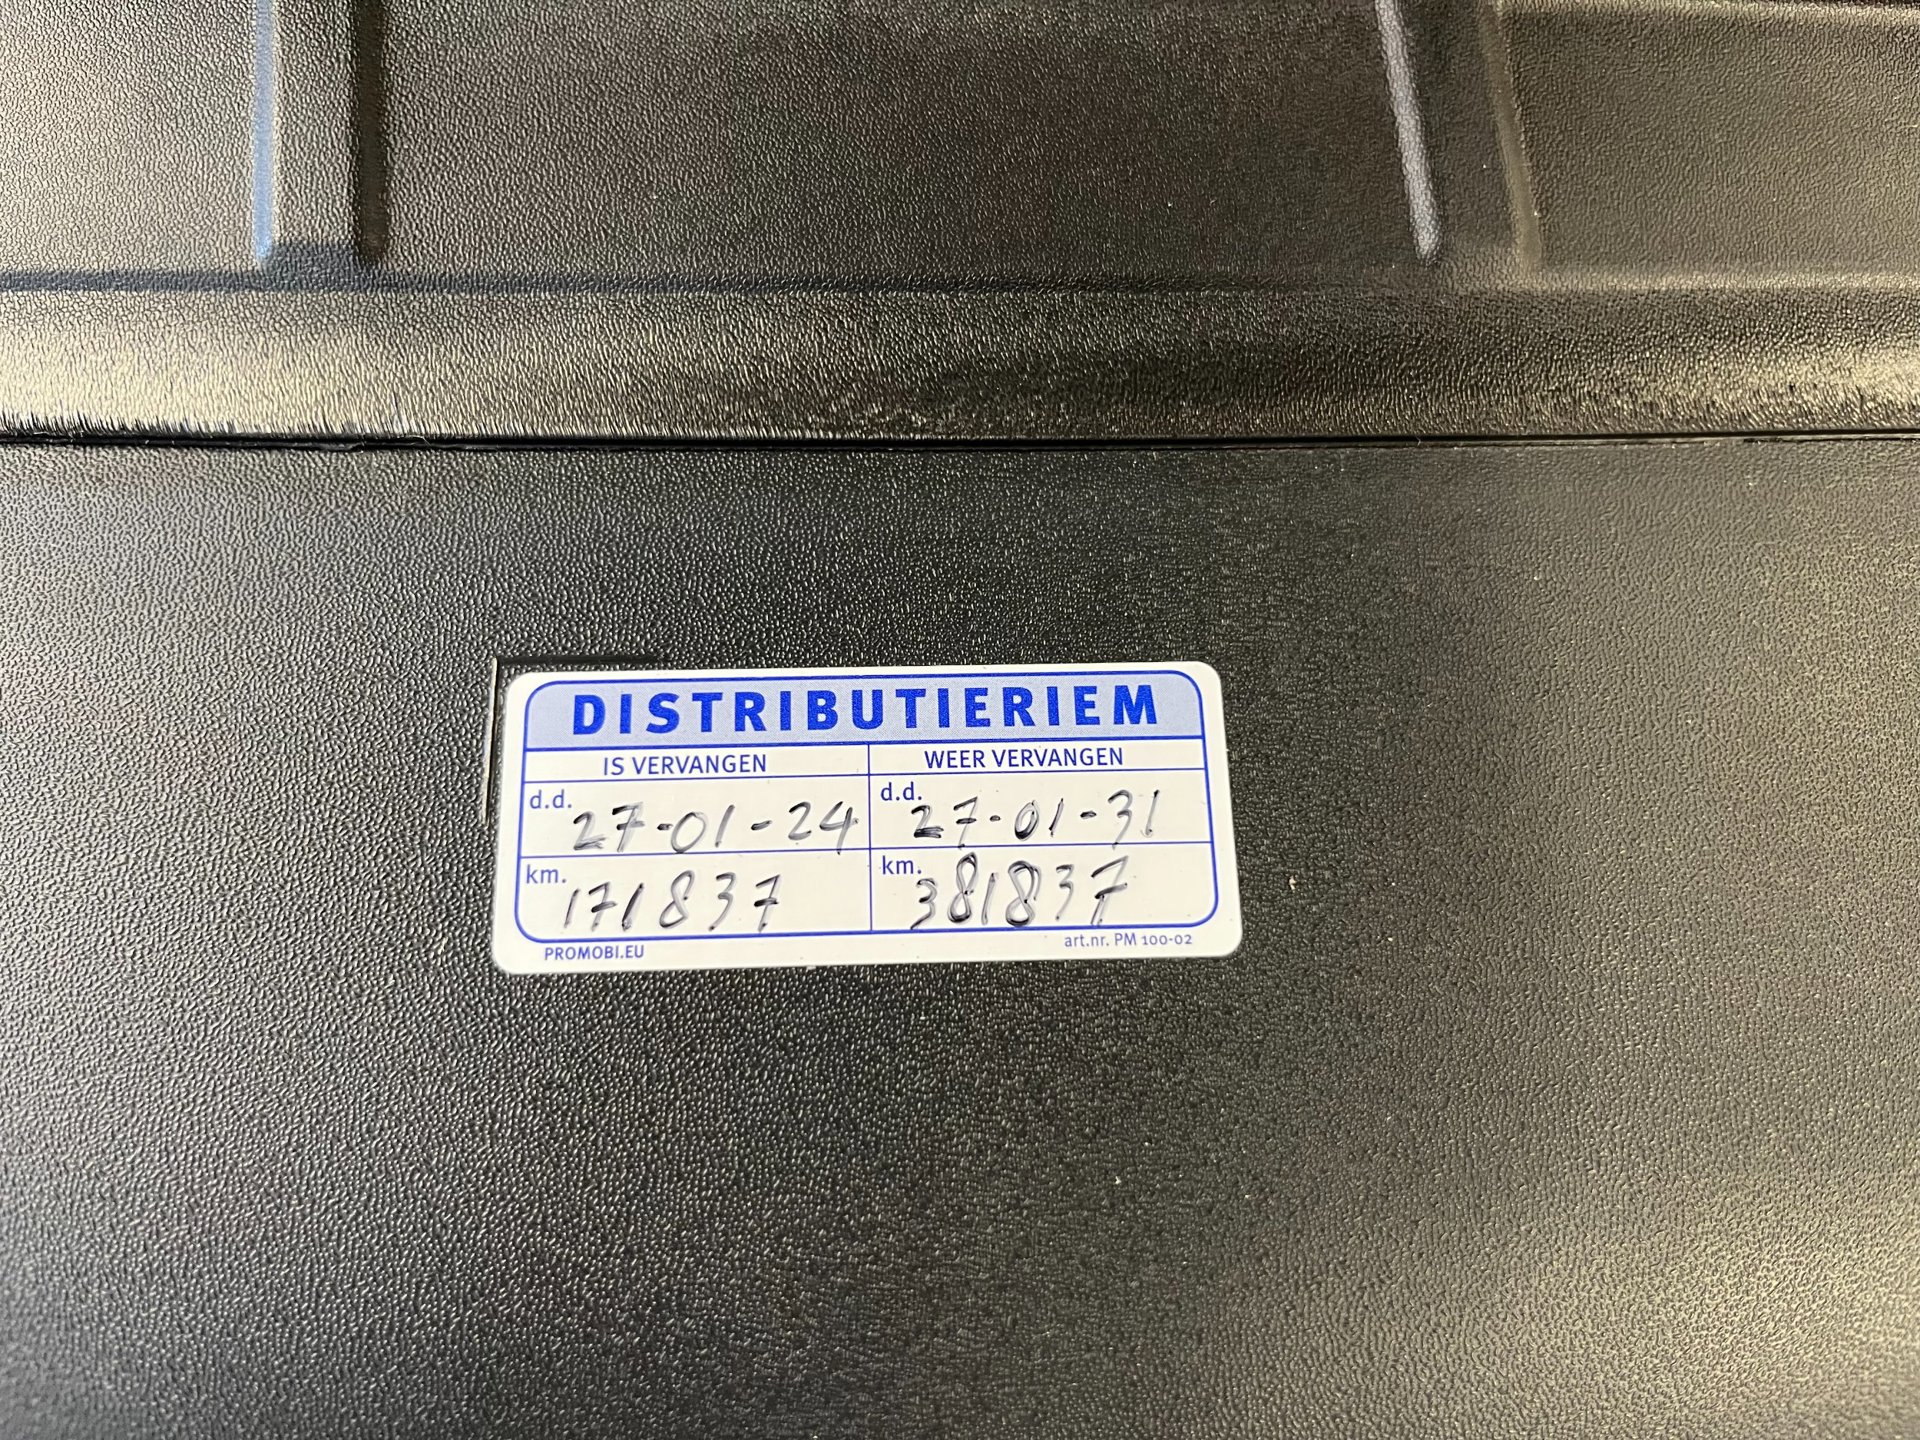 DISTRIBUTIERIEM
IS VERVANGEN
WEER VERVANGEN
d.d. 27-01-24
d.d. 27-01-31
km. 171837
km. 381837
PROMOBI.EU
art.nr. PM 100-02